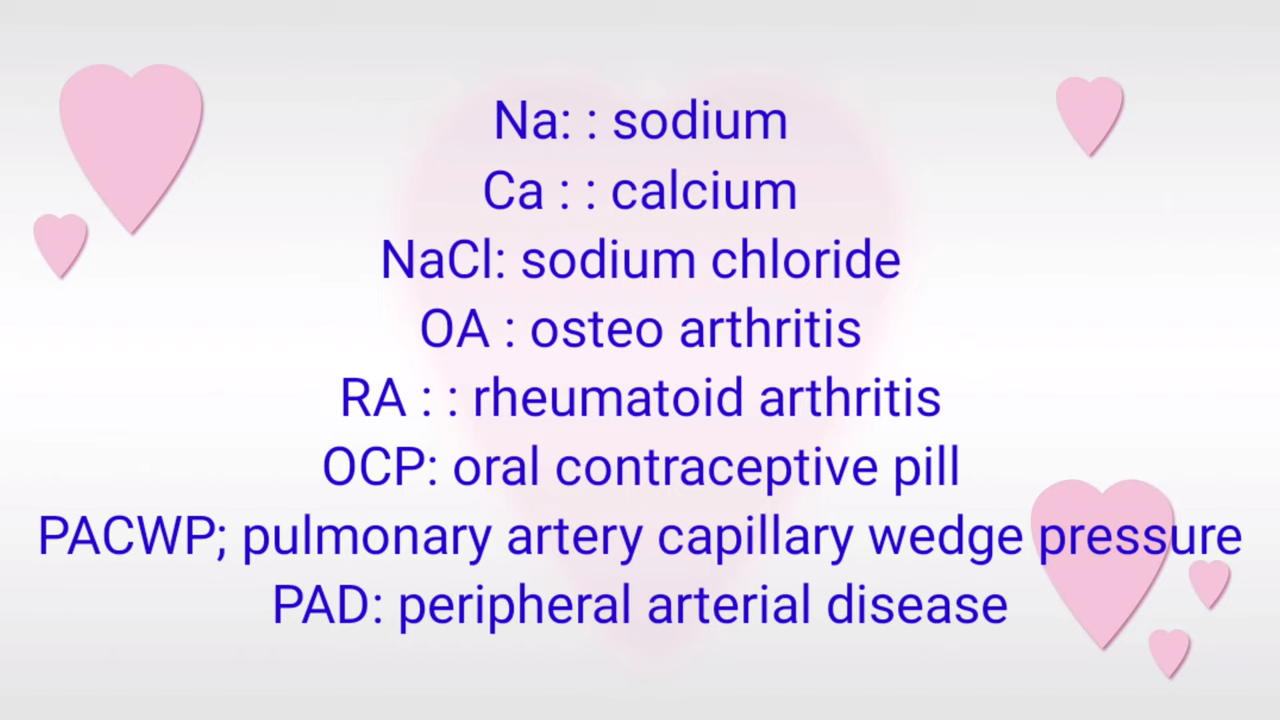 Na: : sodium
Ca : : calcium
NaCl: sodium chloride
OA : osteo arthritis
RA : : rheumatoid arthritis
OCP: oral contraceptive pill
PACWP; pulmonary artery capillary wedge pressure
PAD: peripheral arterial disease